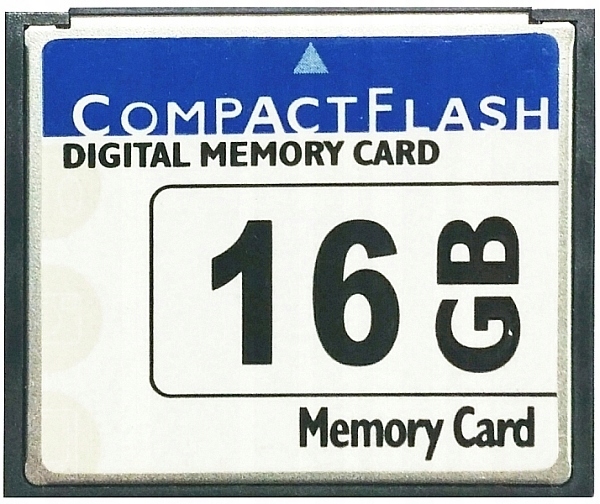 COMPACTFLASH
DIGITAL MEMORY CARD
16 GB
Memory Card